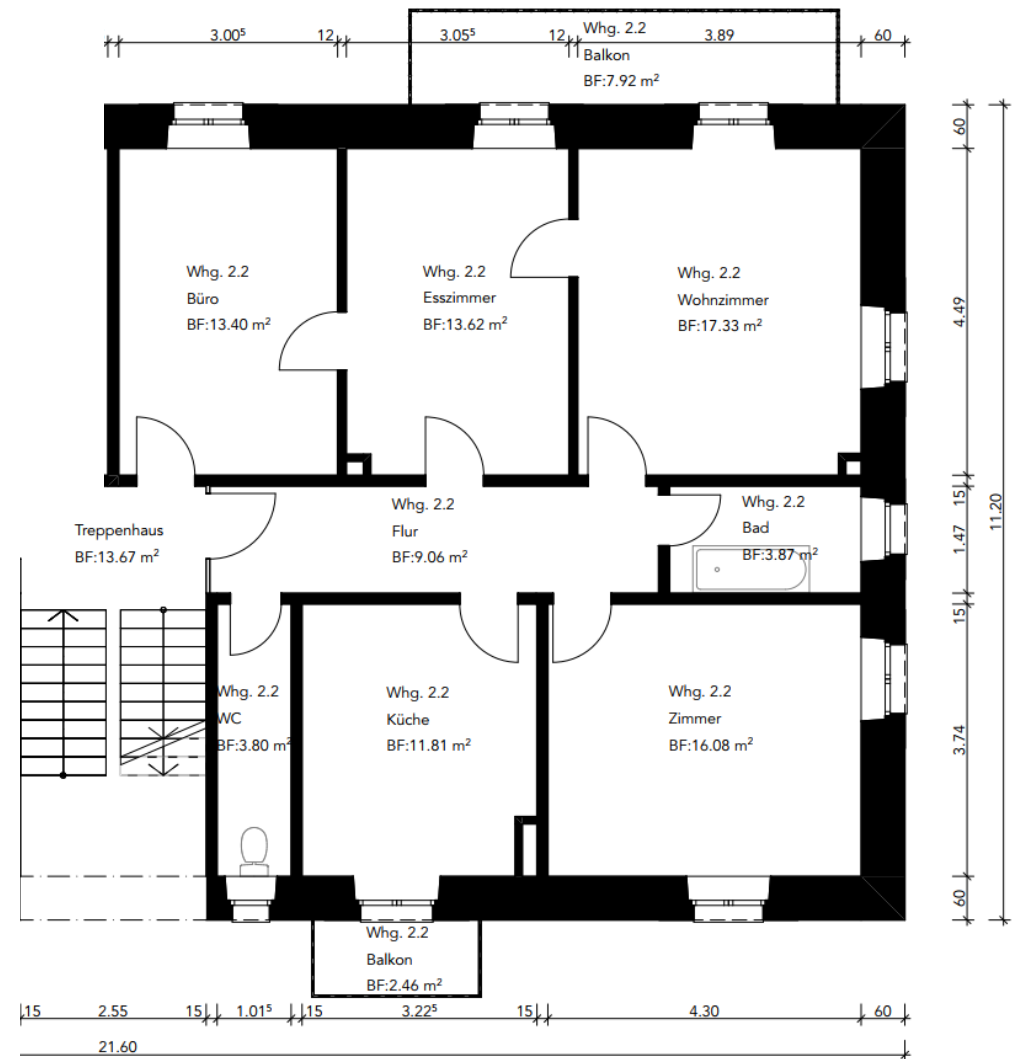 3.00⁵ 12 3.05⁵ 12 3.89 60
Whg. 2.2
Balkon
BF:7.92 m²
Whg. 2.2
Büro
BF:13.40 m²
Whg. 2.2
Esszimmer
BF:13.62 m²
Whg. 2.2
Wohnzimmer
BF:17.33 m²
60
4.49
15
1.47
15
3.74
60
11.20
Treppenhaus
BF:13.67 m²
Whg. 2.2
Flur
BF:9.06 m²
Whg. 2.2
Bad
BF:3.87 m²
Whg. 2.2
WC
BF:3.80 m²
Whg. 2.2
Küche
BF:11.81 m²
Whg. 2.2
Zimmer
BF:16.08 m²
Whg. 2.2
Balkon
BF:2.46 m²
15 2.55 15 1.01⁵ 15 3.22⁵ 15 4.30 60
21.60